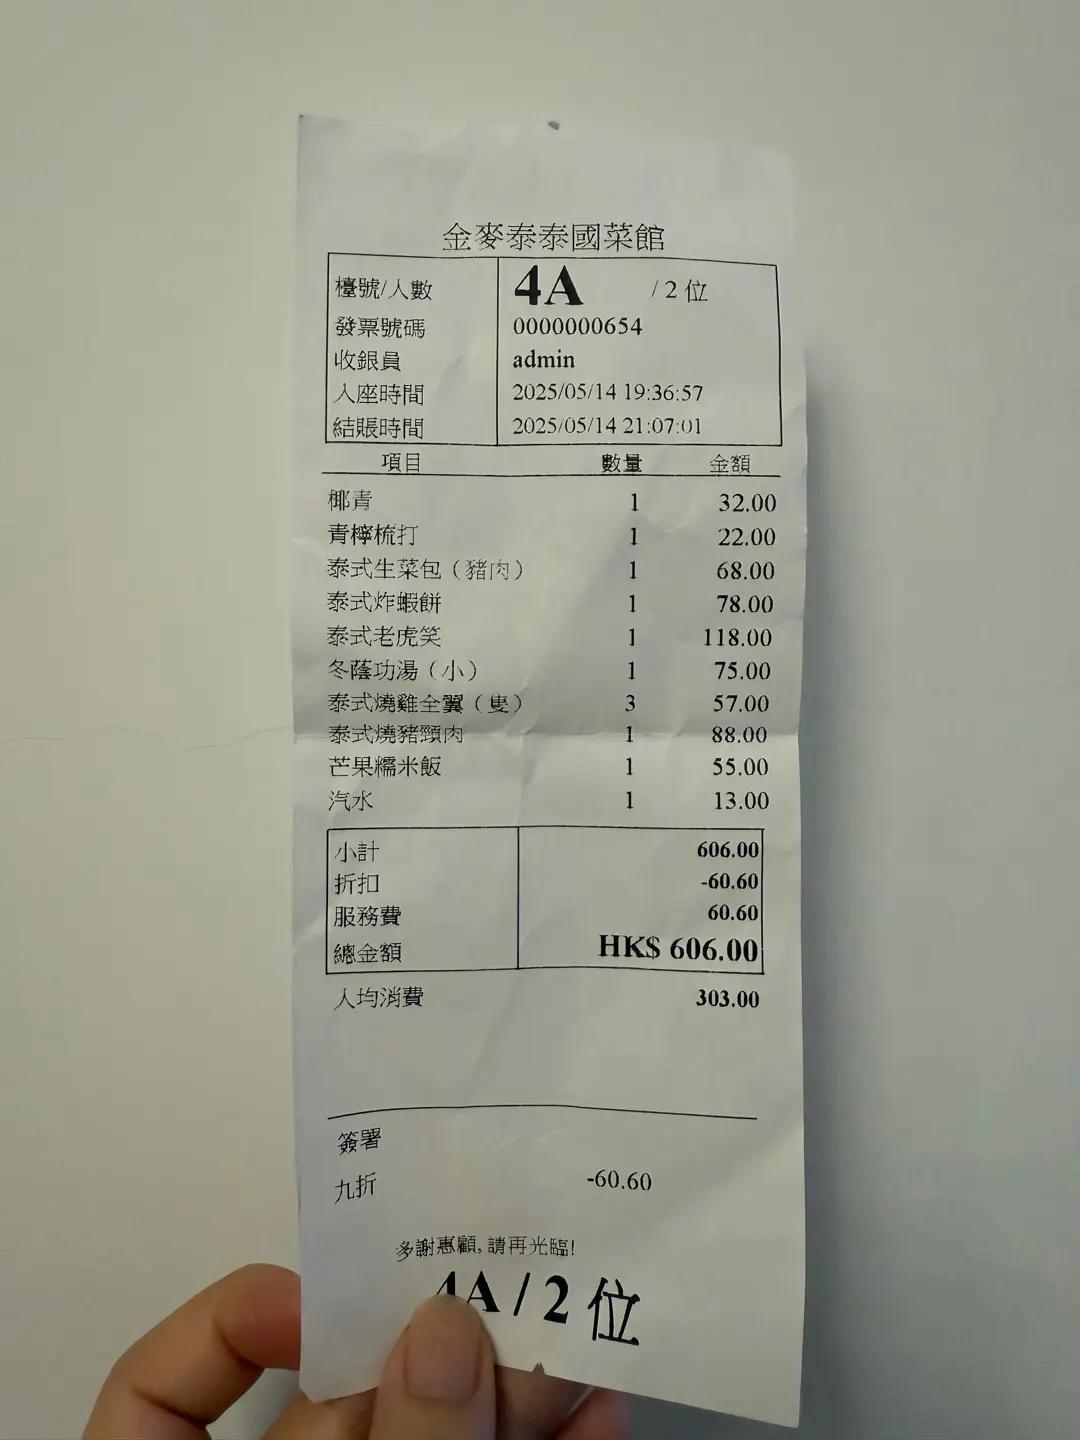 金麥泰泰國菜館
檯號/人數 4A / 2 位
發票號碼 0000000654
收銀員 admin
入座時間 2025/05/14 19:36:57
結賬時間 2025/05/14 21:07:01
項目 數量 金額
椰青 1 32.00
青檸梳打 1 22.00
泰式生菜包（豬肉） 1 68.00
泰式炸蝦餅 1 78.00
泰式老虎笑 1 118.00
冬蔭功湯（小） 1 75.00
泰式燒雞全翼（隻） 3 57.00
泰式燒豬頸肉 1 88.00
芒果糯米飯 1 55.00
汽水 1 13.00
小計 606.00
折扣 -60.60
服務費 60.60
總金額 HK$ 606.00
人均消費 303.00
簽署
九折 -60.60
多謝惠顧, 請再光臨!
4A / 2 位